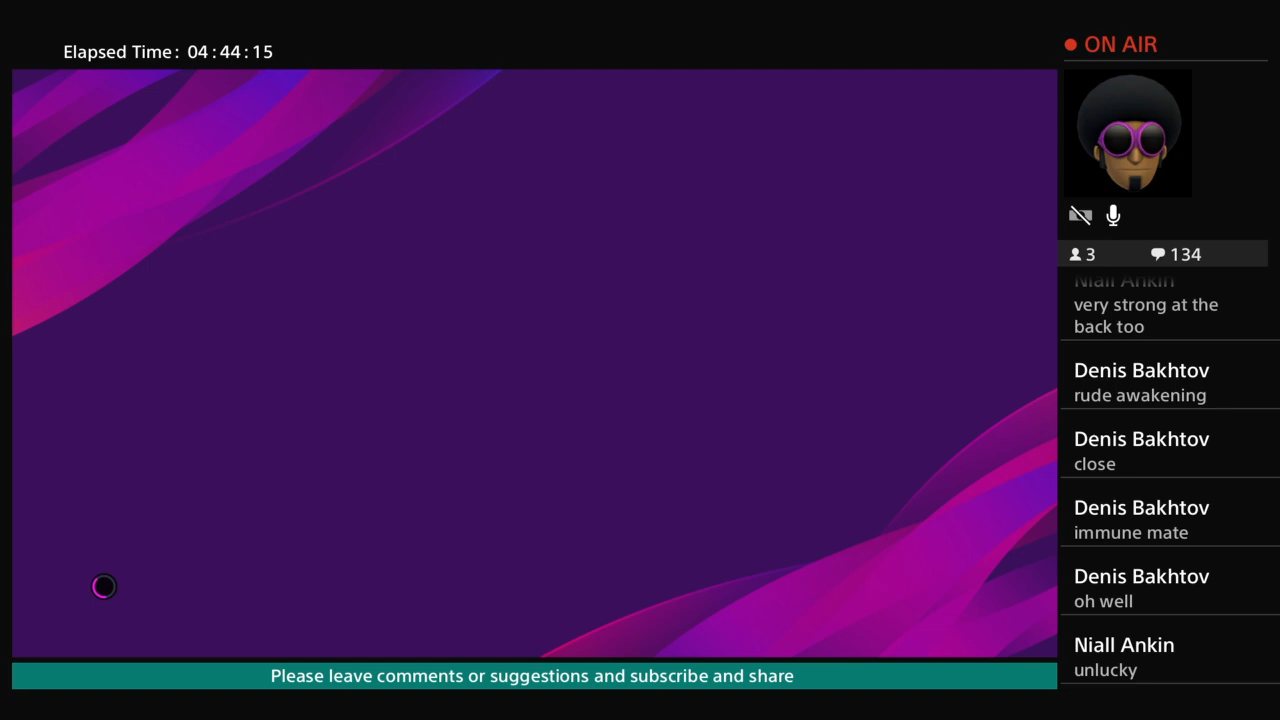 Elapsed Time: 04:44:15
ON AIR
3
134
Niall Ankin
very strong at the
back too
Denis Bakhtov
rude awakening
Denis Bakhtov
close
Denis Bakhtov
immune mate
Denis Bakhtov
oh well
Niall Ankin
unlucky
Please leave comments or suggestions and subscribe and share